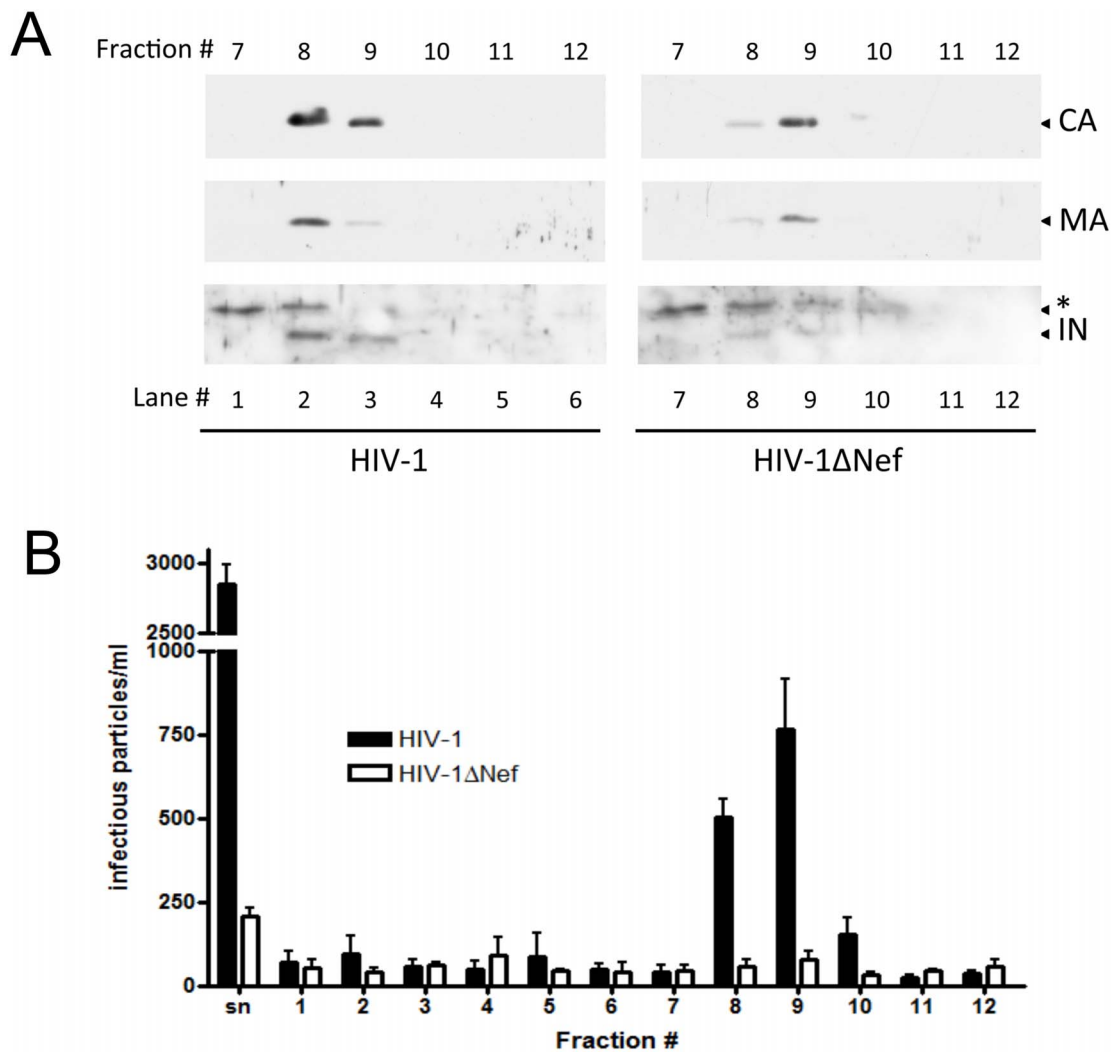 A
Fraction # 7 8 9 10 11 12 7 8 9 10 11 12
CA
MA
*
IN
Lane # 1 2 3 4 5 6 7 8 9 10 11 12
HIV-1 HIV-1ΔNef
B
3000
2500
1000
750
500
250
0
infectious particles/ml
HIV-1
HIV-1ΔNef
sn 1 2 3 4 5 6 7 8 9 10 11 12
Fraction #